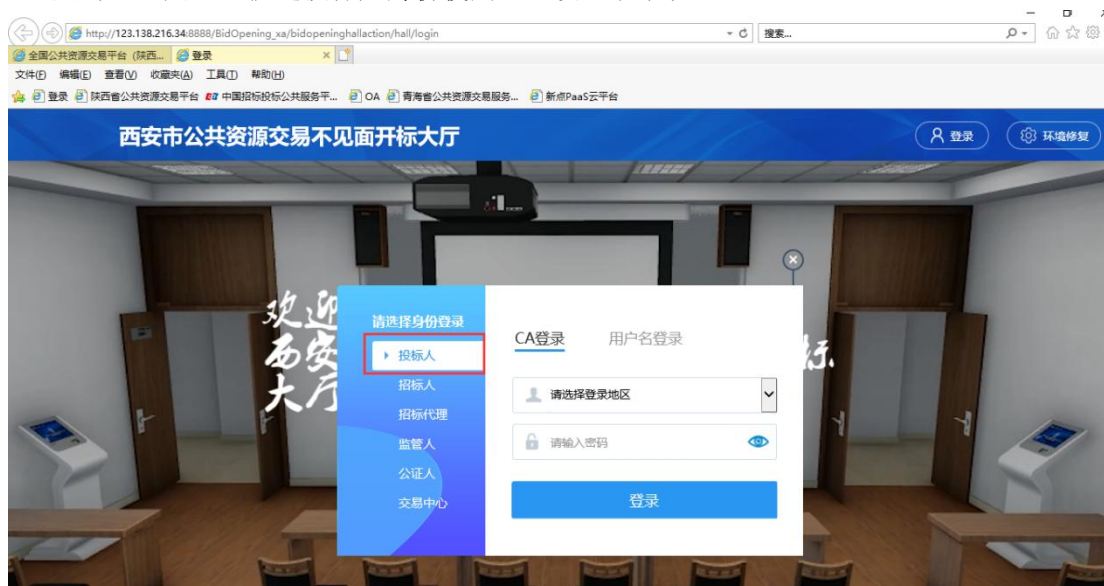 http://123.138.216.34:8888/BidOpening_xa/bidopeninghallaction/hall/login
搜索...
全国公共资源交易平台 (陕西...
登录
文件(F) 编辑(E) 查看(V) 收藏夹(A) 工具(T) 帮助(H)
登录 陕西省公共资源交易平台 中国招标投标公共服务平... OA 青海省公共资源交易服务... 新点PaaS云平台
西安市公共资源交易不见面开标大厅
登录
环境修复
欢迎
西安 标
大厅
请选择身份登录
投标人
招标人
招标代理
监管人
公证人
交易中心
CA登录 用户名登录
请选择登录地区
请输入密码
登录